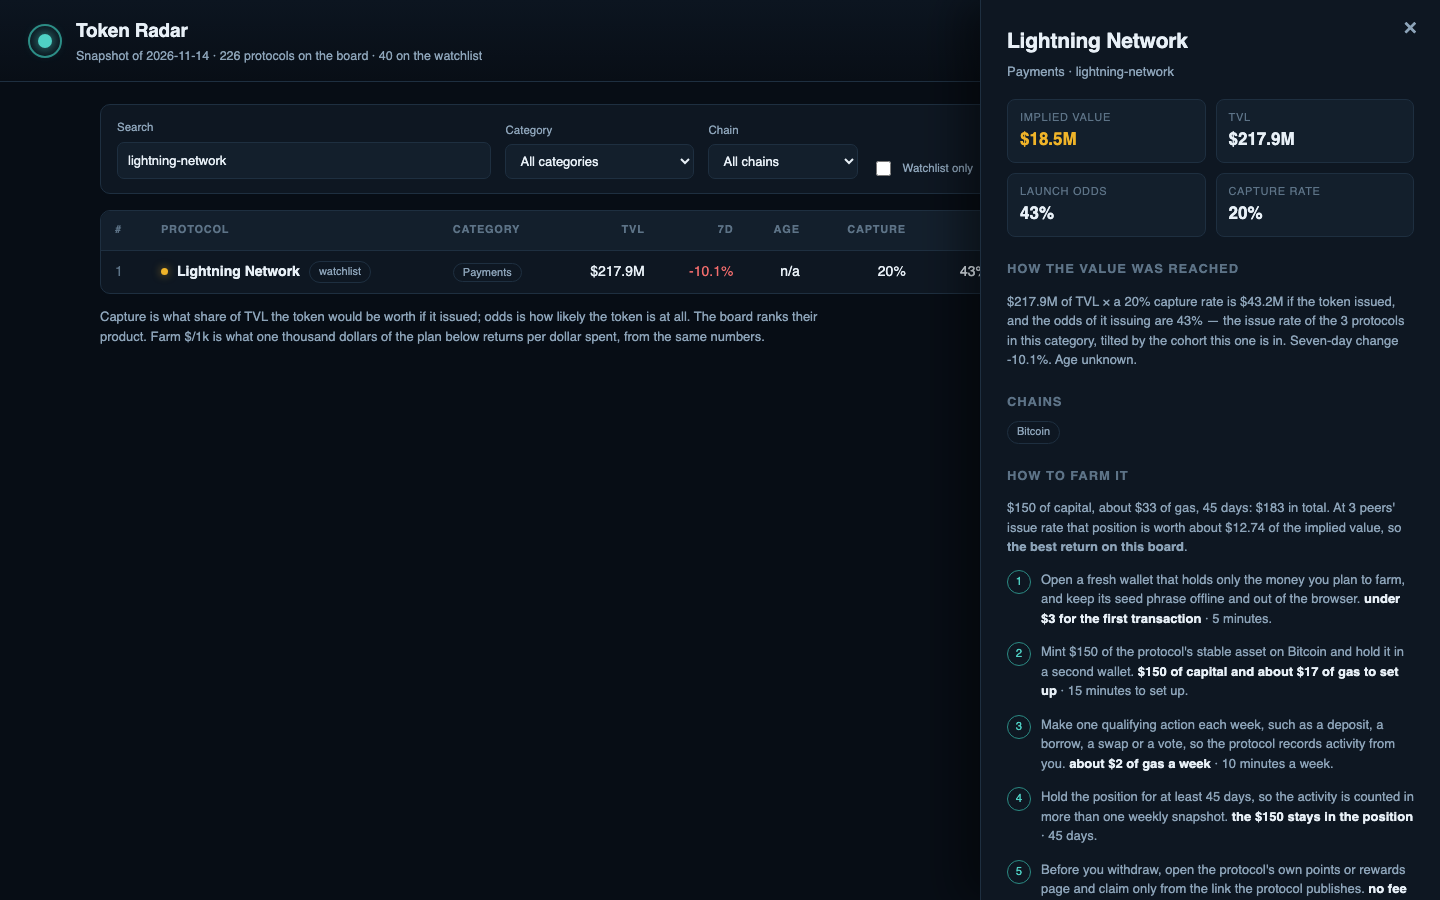 Token Radar
Snapshot of 2026-11-14 · 226 protocols on the board · 40 on the watchlist
Search
lightning-network
Category
All categories
Chain
All chains
Watchlist only
# PROTOCOL CATEGORY TVL 7D AGE CAPTURE
1 Lightning Network watchlist Payments $217.9M -10.1% n/a 20% 43%
Capture is what share of TVL the token would be worth if it issued; odds is how likely the token is at all. The board ranks their
product. Farm $/1k is what one thousand dollars of the plan below returns per dollar spent, from the same numbers.
×
Lightning Network
Payments · lightning-network
IMPLIED VALUE
$18.5M
TVL
$217.9M
LAUNCH ODDS
43%
CAPTURE RATE
20%
HOW THE VALUE WAS REACHED
$217.9M of TVL × a 20% capture rate is $43.2M if the token issued,
and the odds of it issuing are 43% — the issue rate of the 3 protocols
in this category, tilted by the cohort this one is in. Seven-day change
-10.1%. Age unknown.
CHAINS
Bitcoin
HOW TO FARM IT
$150 of capital, about $33 of gas, 45 days: $183 in total. At 3 peers'
issue rate that position is worth about $12.74 of the implied value, so
the best return on this board.
1 Open a fresh wallet that holds only the money you plan to farm,
and keep its seed phrase offline and out of the browser. under
$3 for the first transaction · 5 minutes.
2 Mint $150 of the protocol's stable asset on Bitcoin and hold it in
a second wallet. $150 of capital and about $17 of gas to set
up · 15 minutes to set up.
3 Make one qualifying action each week, such as a deposit, a
borrow, a swap or a vote, so the protocol records activity from
you. about $2 of gas a week · 10 minutes a week.
4 Hold the position for at least 45 days, so the activity is counted in
more than one weekly snapshot. the $150 stays in the position
· 45 days.
5 Before you withdraw, open the protocol's own points or rewards
page and claim only from the link the protocol publishes. no fee